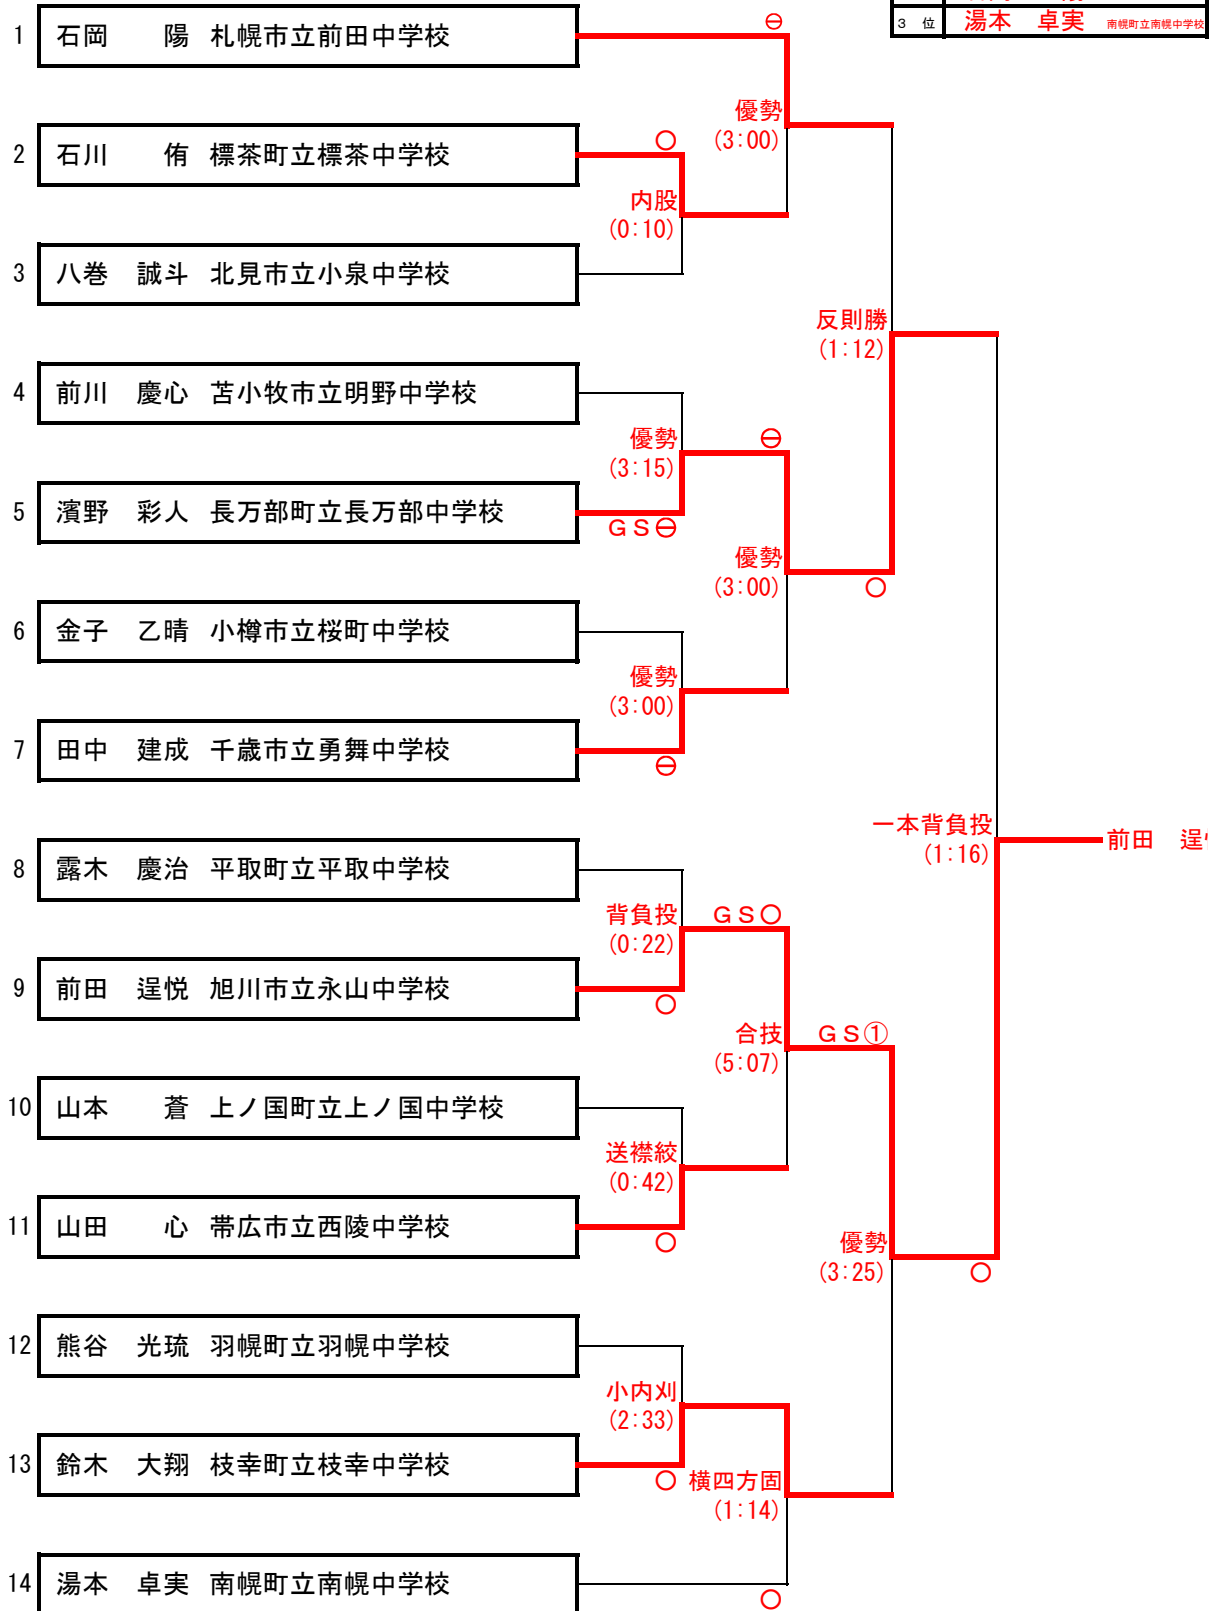 3 位 湯本 卓実 南幌町立南幌中学校
1 石岡 陽 札幌市立前田中学校
⊖
優勢
(3:00)
2 石川 侑 標茶町立標茶中学校
○
内股
(0:10)
3 八巻 誠斗 北見市立小泉中学校
反則勝
(1:12)
4 前川 慶心 苫小牧市立明野中学校
優勢
(3:15)
⊖
5 濱野 彩人 長万部町立長万部中学校
GS⊖
優勢
(3:00)
○
6 金子 乙晴 小樽市立桜町中学校
優勢
(3:00)
7 田中 建成 千歳市立勇舞中学校
⊖
一本背負投
(1:16)
前田 逞
8 露木 慶治 平取町立平取中学校
背負投
(0:22)
GS○
9 前田 逞悦 旭川市立永山中学校
○
合技
(5:07)
GS①
10 山本 蒼 上ノ国町立上ノ国中学校
送襟絞
(0:42)
11 山田 心 帯広市立西陵中学校
○
優勢
(3:25)
○
12 熊谷 光琉 羽幌町立羽幌中学校
小内刈
(2:33)
13 鈴木 大翔 枝幸町立枝幸中学校
○
横四方固
(1:14)
14 湯本 卓実 南幌町立南幌中学校
○